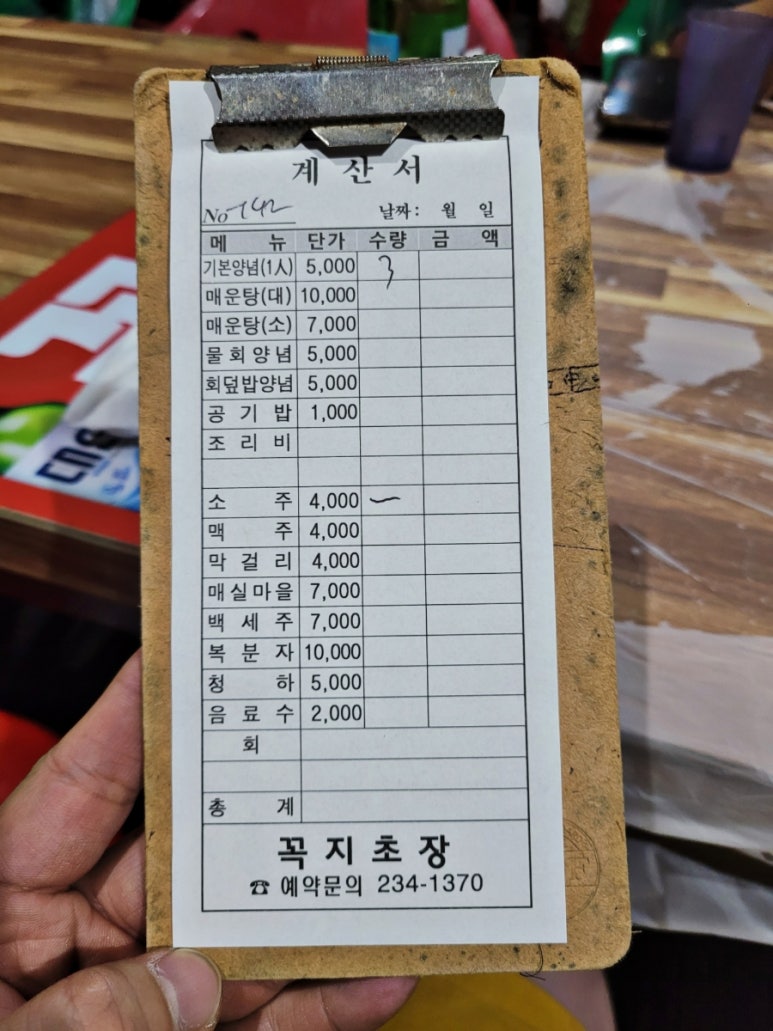 계 산 서
No 742
날짜: 월 일
메 뉴 단가 수량 금 액
기본양념(1人) 5,000 3
매운탕(대) 10,000
매운탕(소) 7,000
물회양념 5,000
회덮밥양념 5,000
공 기 밥 1,000
조 리 비
소 주 4,000 一
맥 주 4,000
막 걸 리 4,000
매실마을 7,000
백 세 주 7,000
복 분 자 10,000
청 하 5,000
음 료 수 2,000
회
총 계
꼭지초장
☎ 예약문의 234-1370